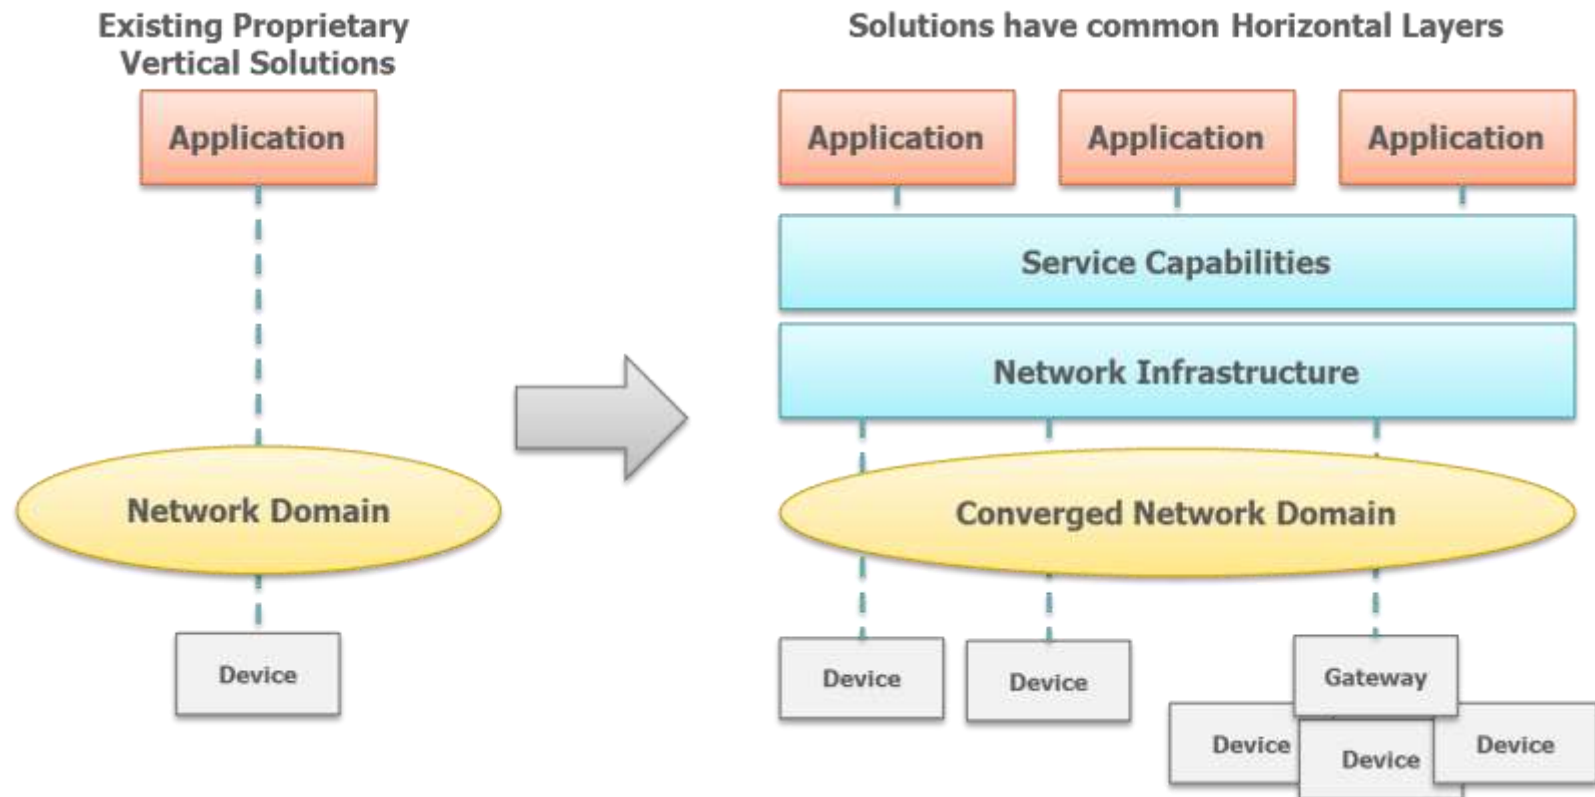 Existing Proprietary
Vertical Solutions
Application
Network Domain
Device
Solutions have common Horizontal Layers
Application
Application
Application
Service Capabilities
Network Infrastructure
Converged Network Domain
Device
Device
Gateway
Device
Device
Device